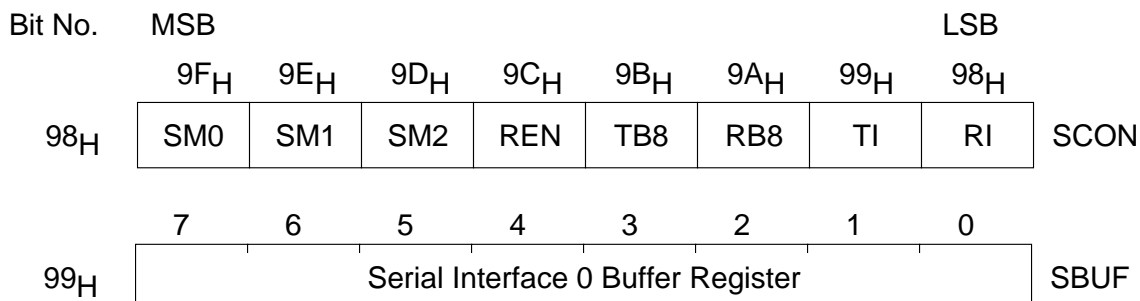 Bit No. MSB LSB
9FH 9EH 9DH 9CH 9BH 9AH 99H 98H
98H SM0 SM1 SM2 REN TB8 RB8 TI RI SCON
7 6 5 4 3 2 1 0
99H Serial Interface 0 Buffer Register SBUF